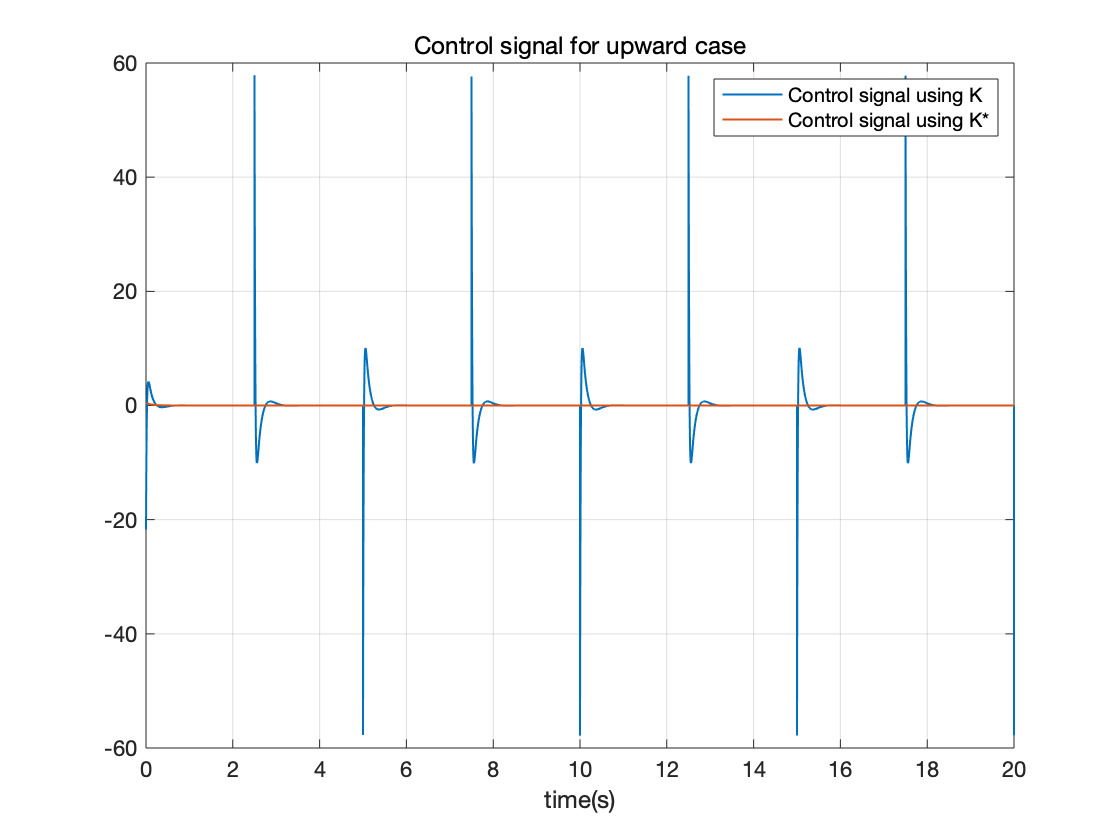 Control signal for upward case
60
Control signal using K
Control signal using K*
40
20
0
-20
-40
-60
0 2 4 6 8 10 12 14 16 18 20
time(s)